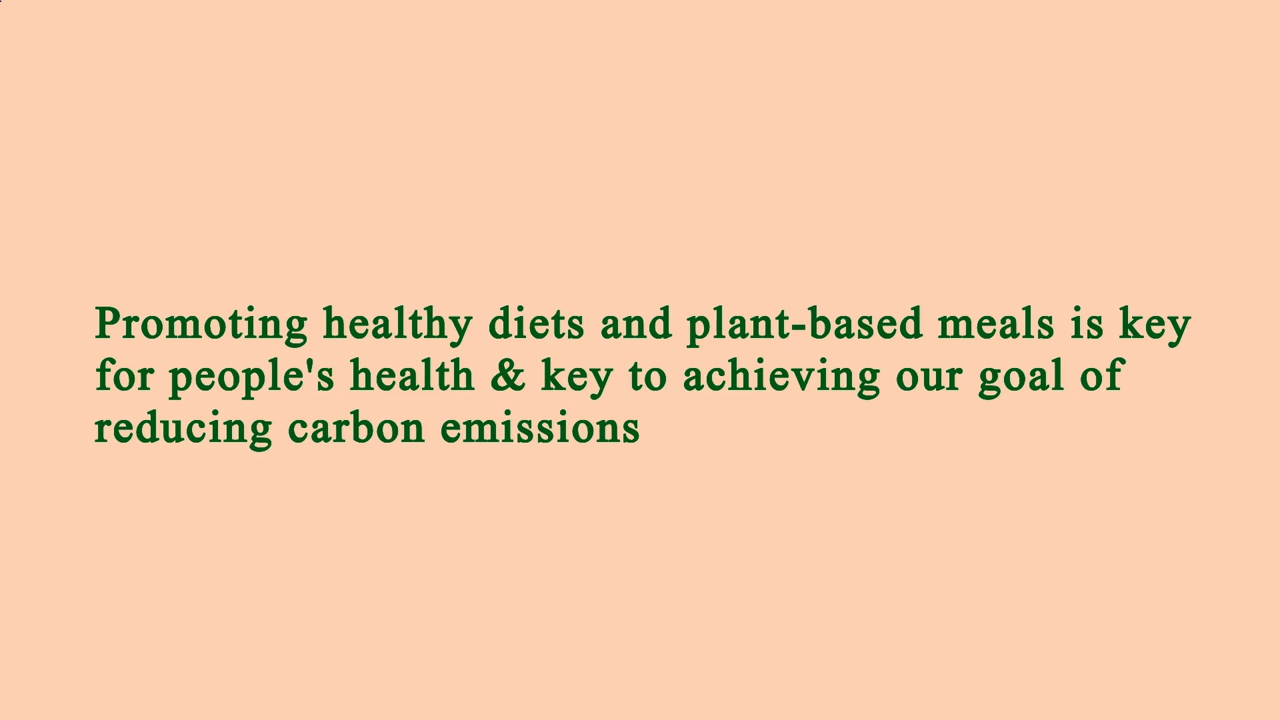 Promoting healthy diets and plant-based meals is key
for people's health & key to achieving our goal of
reducing carbon emissions